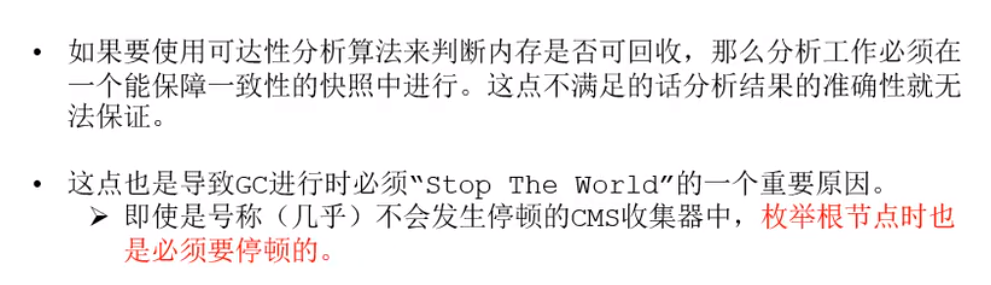 • 如果要使用可达性分析算法来判断内存是否可回收，那么分析工作必须在
一个能保障一致性的快照中进行。这点不满足的话分析结果的准确性就无
法保证。
• 这点也是导致GC进行时必须“Stop The World”的一个重要原因。
➢ 即使是号称（几乎）不会发生停顿的CMS收集器中，枚举根节点时也
是必须要停顿的。